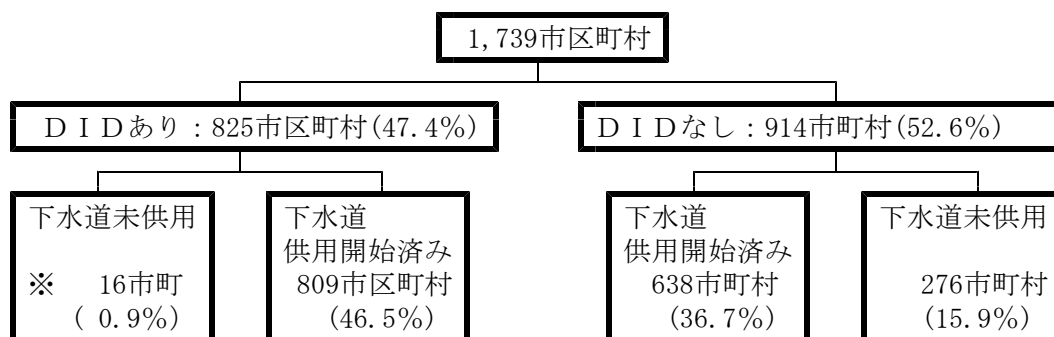 1,739市区町村
ＤＩＤあり：825市区町村(47.4%)
ＤＩＤなし：914市町村(52.6%)
下水道未供用
※ 16市町
( 0.9%)
下水道
供用開始済み
809市区町村
(46.5%)
下水道
供用開始済み
638市町村
(36.7%)
下水道未供用
276市町村
(15.9%)